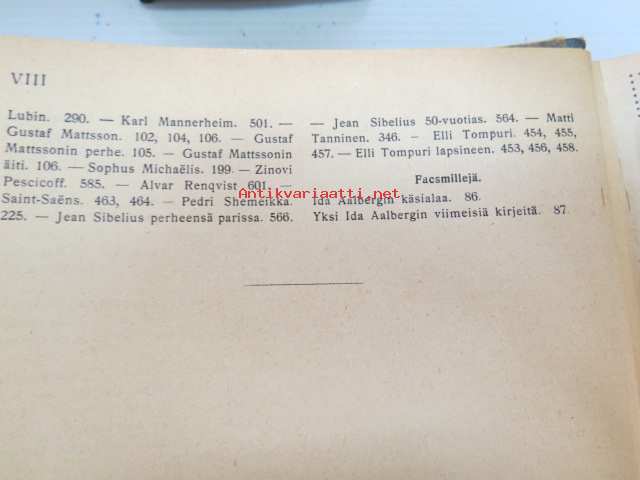 VIII
Lubin. 290. — Karl Mannerheim. 501. —
Gustaf Mattsson. 102, 104, 106. — Gustaf
Mattssonin perhe. 105. — Gustaf Mattssonin
äiti. 106. — Sophus Michaëlis. 199. — Zinovi
Pescicoff. 585. — Alvar Renqvist 601. —
Saint-Saëns. 463, 464. — Pedri Shemeikka.
225. — Jean Sibelius perheensä parissa. 566.
— Jean Sibelius 50-vuotias. 564. — Matti
Tanninen. 346. — Elli Tompuri. 454, 455,
457. — Elli Tompuri lapsineen. 453, 456, 458.
Facsmillejä.
Ida Aalbergin käsialaa. 86.
Yksi Ida Aalbergin viimeisiä kirjeitä. 87.
Antikvariaatti.net